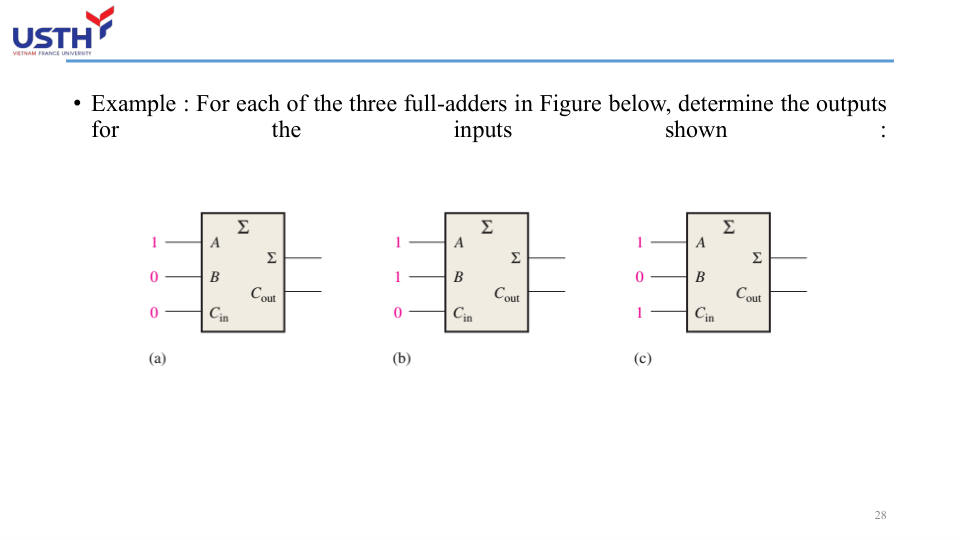 USTH
VIETNAM FRANCE UNIVERSITY
• Example : For each of the three full-adders in Figure below, determine the outputs
for the inputs shown :
Σ
1 A
Σ
0 B
Cout
0 Cin
(a)
Σ
1 A
Σ
1 B
Cout
0 Cin
(b)
Σ
1 A
Σ
0 B
Cout
1 Cin
(c)
28